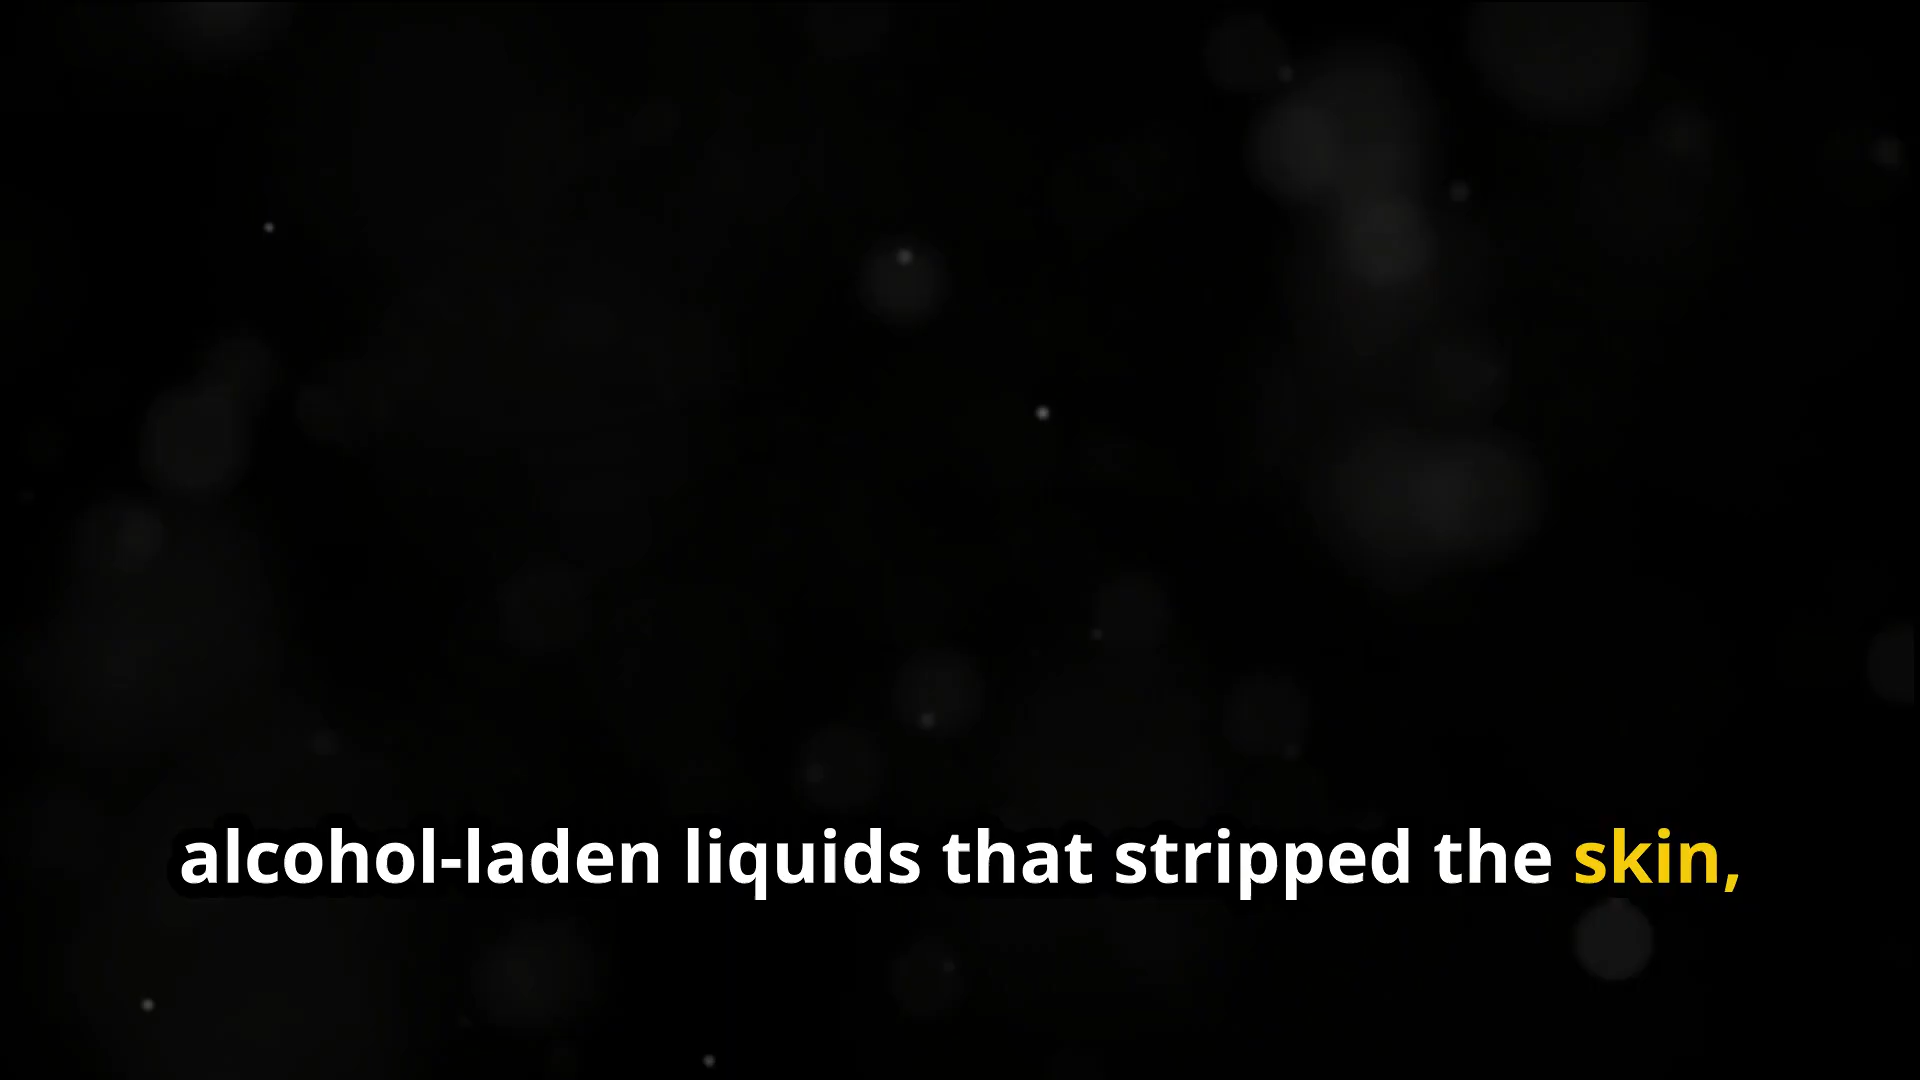 alcohol-laden liquids that stripped the skin,